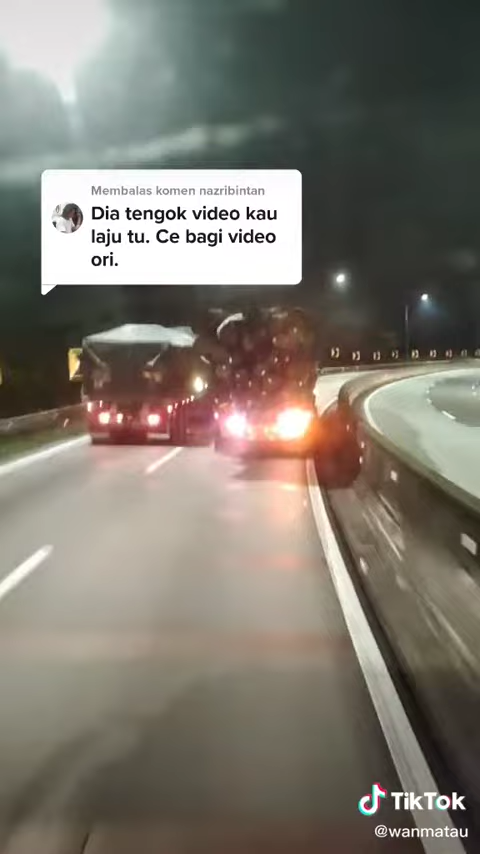 Membalas komen nazribintan
Dia tengok video kau
laju tu. Ce bagi video
ori.
TikTok
@wanmatau